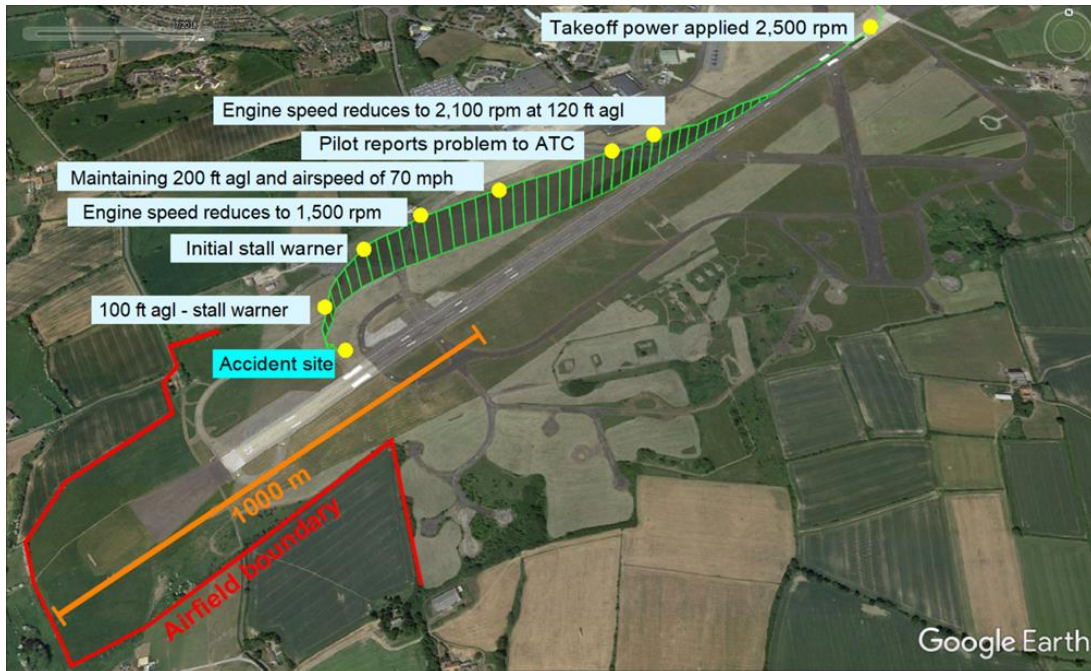 Takeoff power applied 2,500 rpm
Engine speed reduces to 2,100 rpm at 120 ft agl
Pilot reports problem to ATC
Maintaining 200 ft agl and airspeed of 70 mph
Engine speed reduces to 1,500 rpm
Initial stall warner
100 ft agl - stall warner
Accident site
1000 m
Airfield boundary
Google Earth